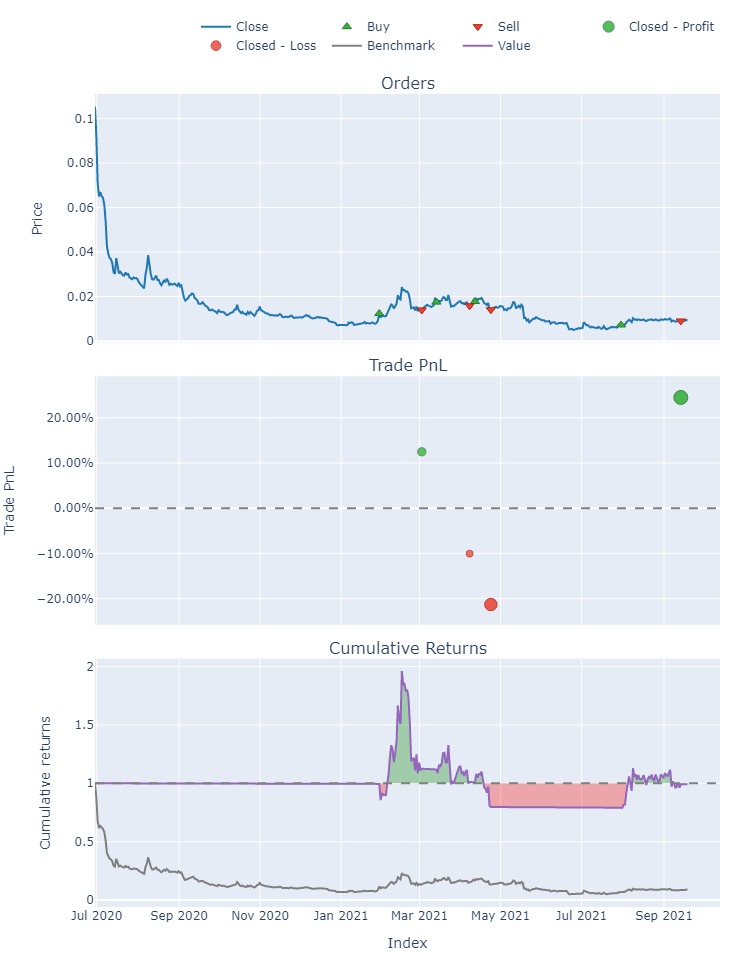 Close Buy Sell Closed - Profit
Closed - Loss Benchmark Value
Orders
0.1
0.08
0.06
0.04
0.02
0
Price
Trade PnL
20.00%
10.00%
0.00%
−10.00%
−20.00%
Trade PnL
Cumulative Returns
2
1.5
1
0.5
0
Cumulative returns
Jul 2020 Sep 2020 Nov 2020 Jan 2021 Mar 2021 May 2021 Jul 2021 Sep 2021
Index